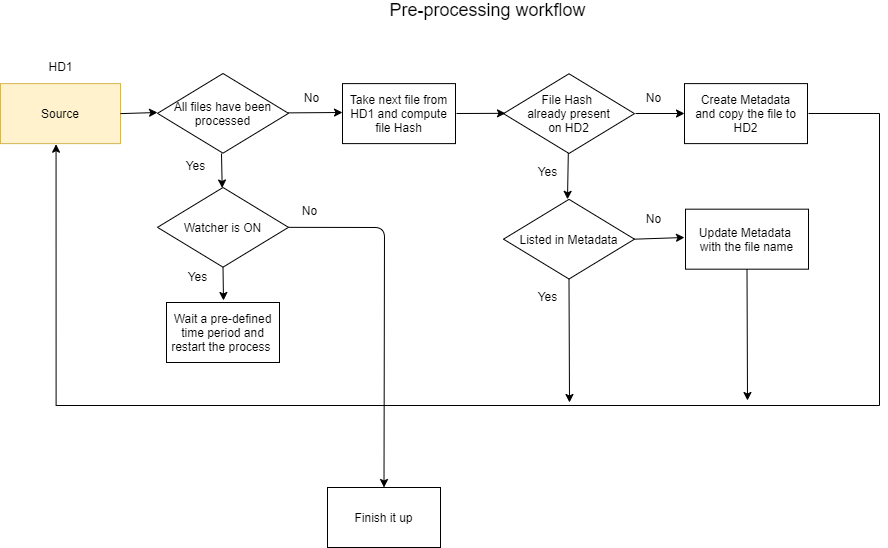 Pre-processing workflow
HD1
Source
All files have been
processed
No
Take next file from
HD1 and compute
file Hash
File Hash
already present
on HD2
No
Create Metadata
and copy the file to
HD2
Yes
Yes
Watcher is ON
No
Listed in Metadata
No
Update Metadata
with the file name
Yes
Yes
Wait a pre-defined
time period and
restart the process
Finish it up